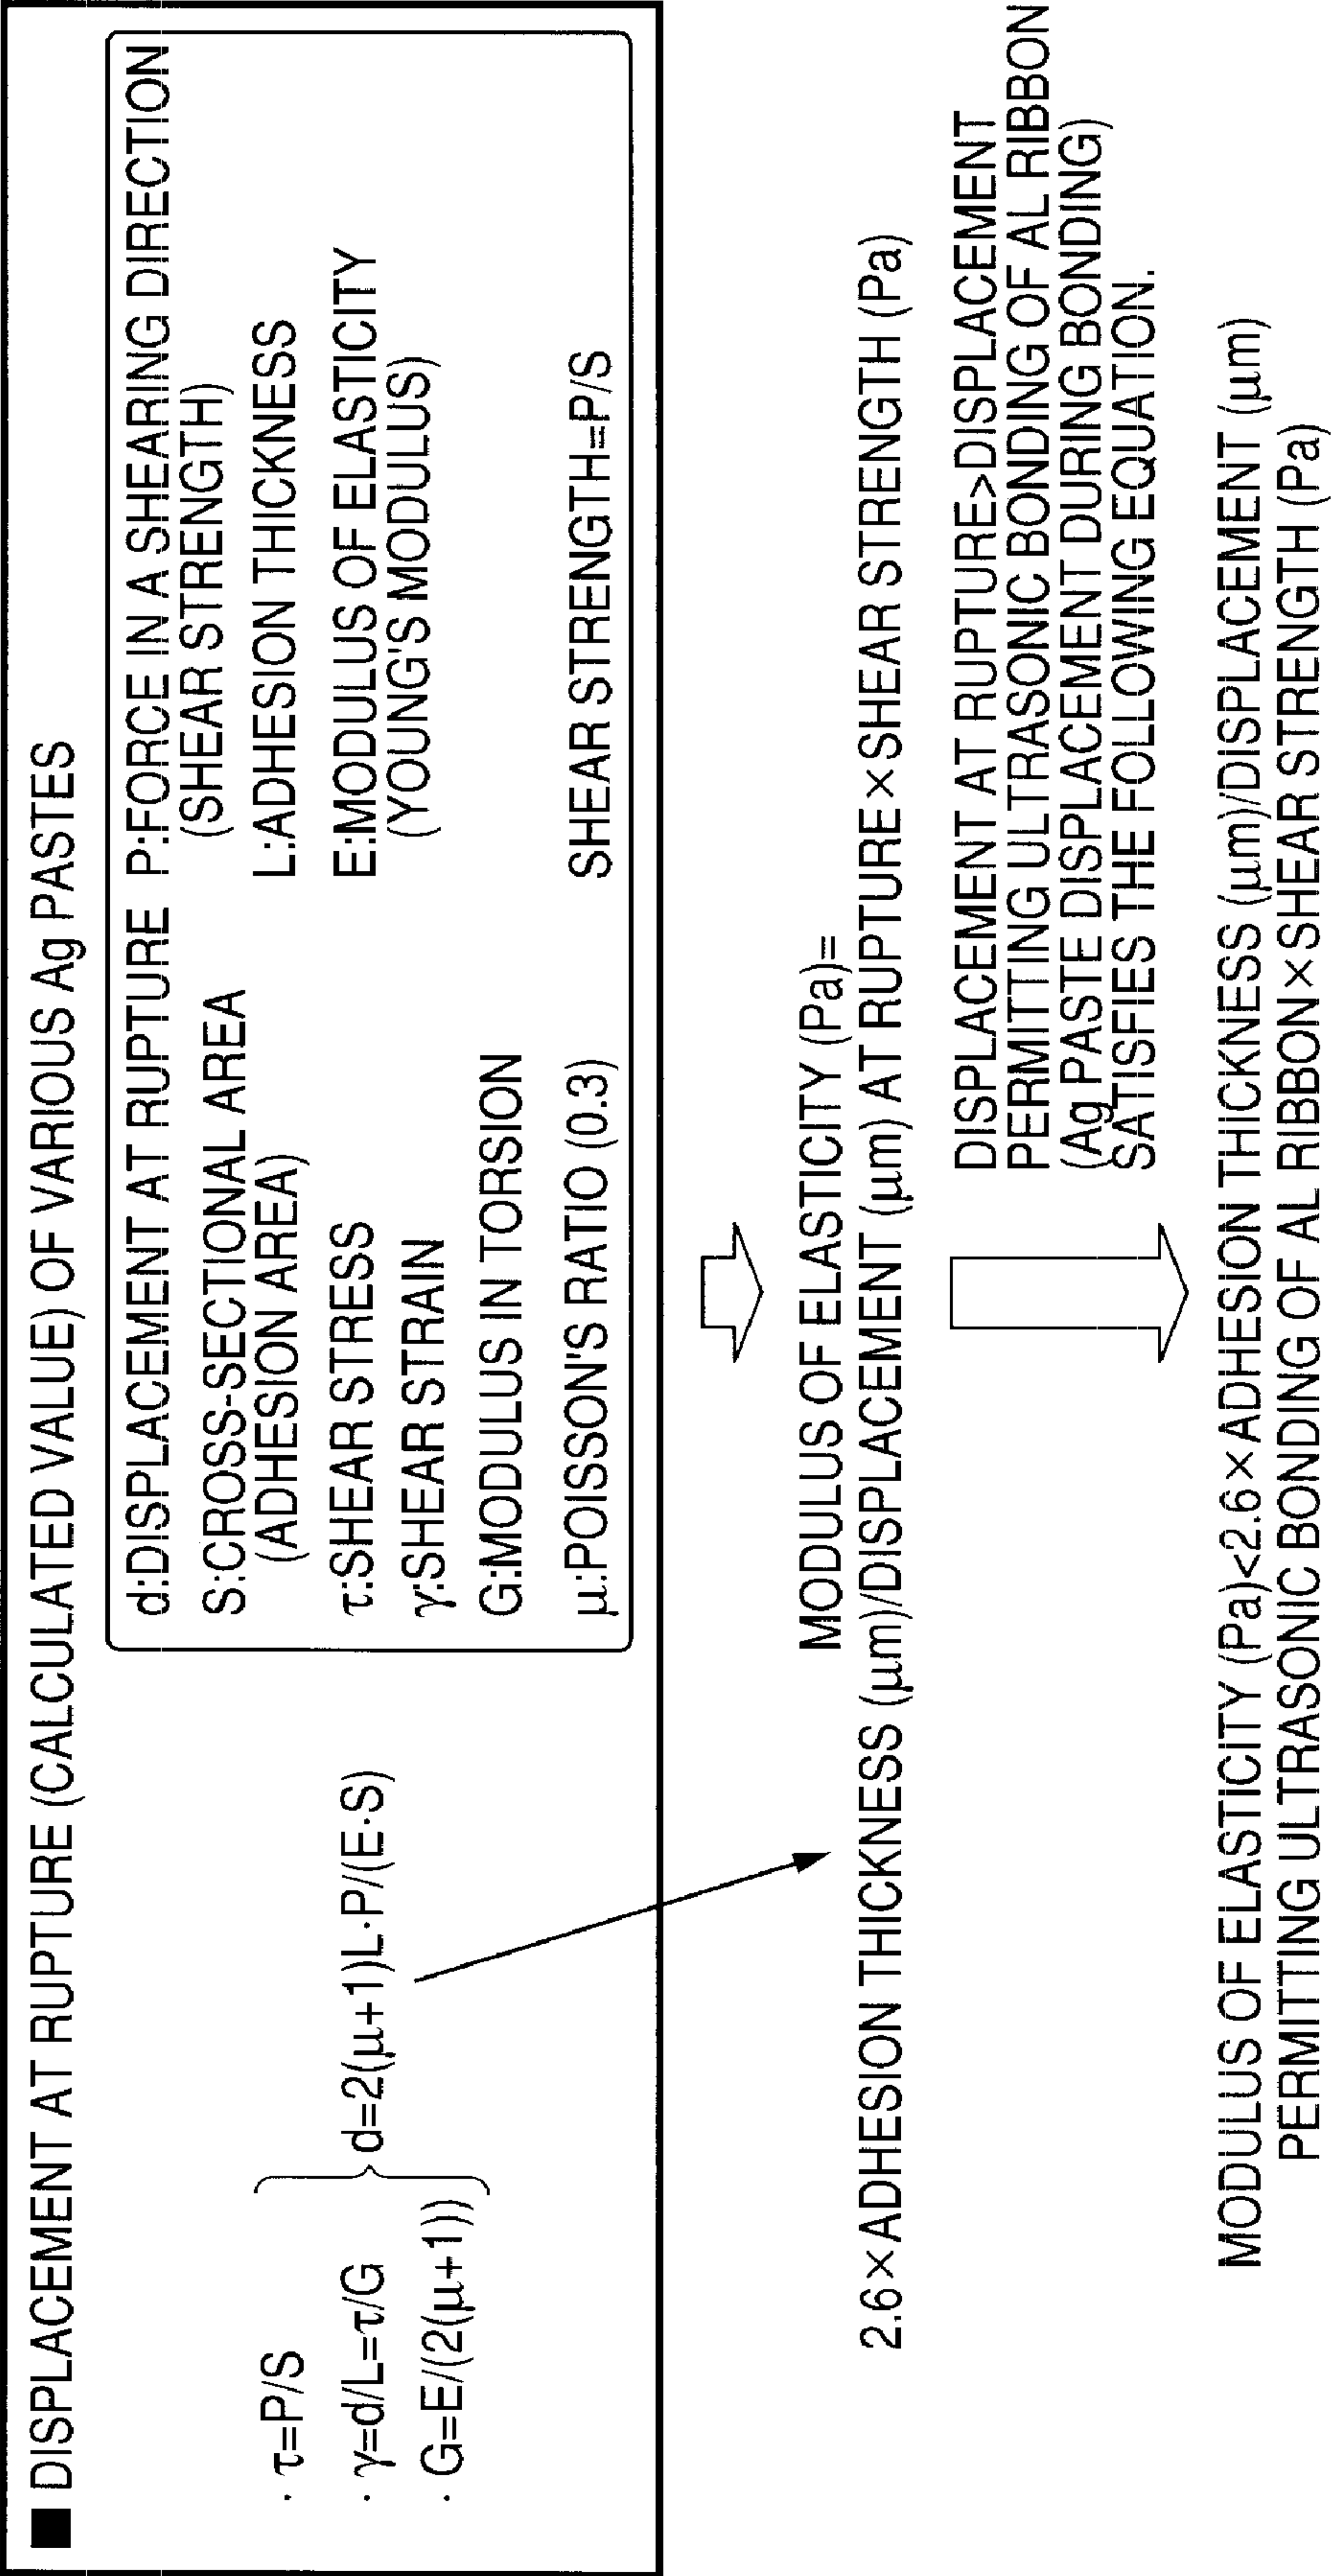 ■ DISPLACEMENT AT RUPTURE (CALCULATED VALUE) OF VARIOUS Ag PASTES
· τ=P/S
· γ=d/L=τ/G
· G=E/(2(μ+1))
d=2(μ+1)L·P/(E·S)
d:DISPLACEMENT AT RUPTURE
S:CROSS-SECTIONAL AREA
(ADHESION AREA)
τ:SHEAR STRESS
γ:SHEAR STRAIN
G:MODULUS IN TORSION
μ:POISSON'S RATIO (0.3)
P:FORCE IN A SHEARING DIRECTION
(SHEAR STRENGTH)
L:ADHESION THICKNESS
E:MODULUS OF ELASTICITY
(YOUNG'S MODULUS)
SHEAR STRENGTH=P/S
MODULUS OF ELASTICITY (Pa)=
2.6×ADHESION THICKNESS (μm)/DISPLACEMENT (μm) AT RUPTURE×SHEAR STRENGTH (Pa)
DISPLACEMENT AT RUPTURE>DISPLACEMENT
PERMITTING ULTRASONIC BONDING OF AL RIBBON
(Ag PASTE DISPLACEMENT DURING BONDING)
SATISFIES THE FOLLOWING EQUATION.
MODULUS OF ELASTICITY (Pa)<2.6×ADHESION THICKNESS (μm)/DISPLACEMENT (μm)
PERMITTING ULTRASONIC BONDING OF AL RIBBON×SHEAR STRENGTH (Pa)